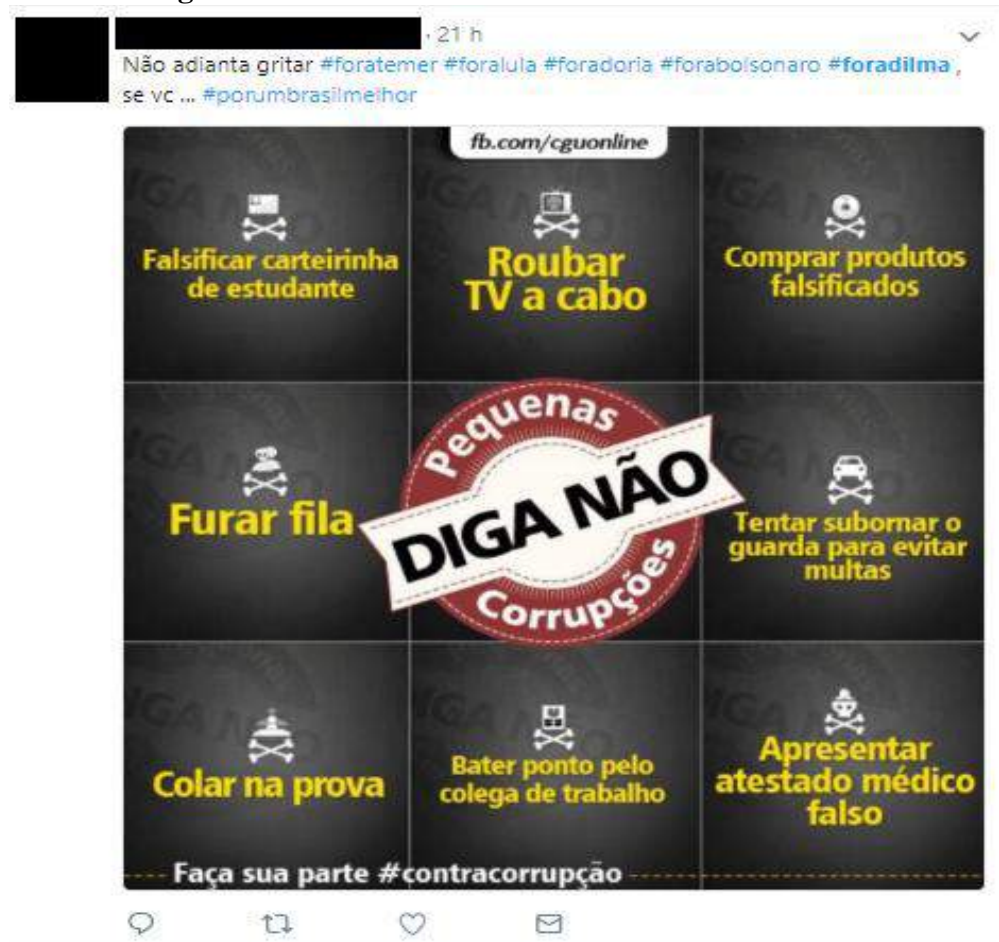 · 21 h
Não adianta gritar #foratemer #foralula #foradoria #forabolsonaro #foradilma ,
se vc ... #porumbrasilmelhor
fb.com/cguonline
Falsificar carteirinha
de estudante
Roubar
TV a cabo
Comprar produtos
falsificados
Furar fila
Pequenas
DIGA NÃO
Corrupções
Tentar subornar o
guarda para evitar
multas
Colar na prova
Bater ponto pelo
colega de trabalho
Apresentar
atestado médico
falso
Faça sua parte #contracorrupção